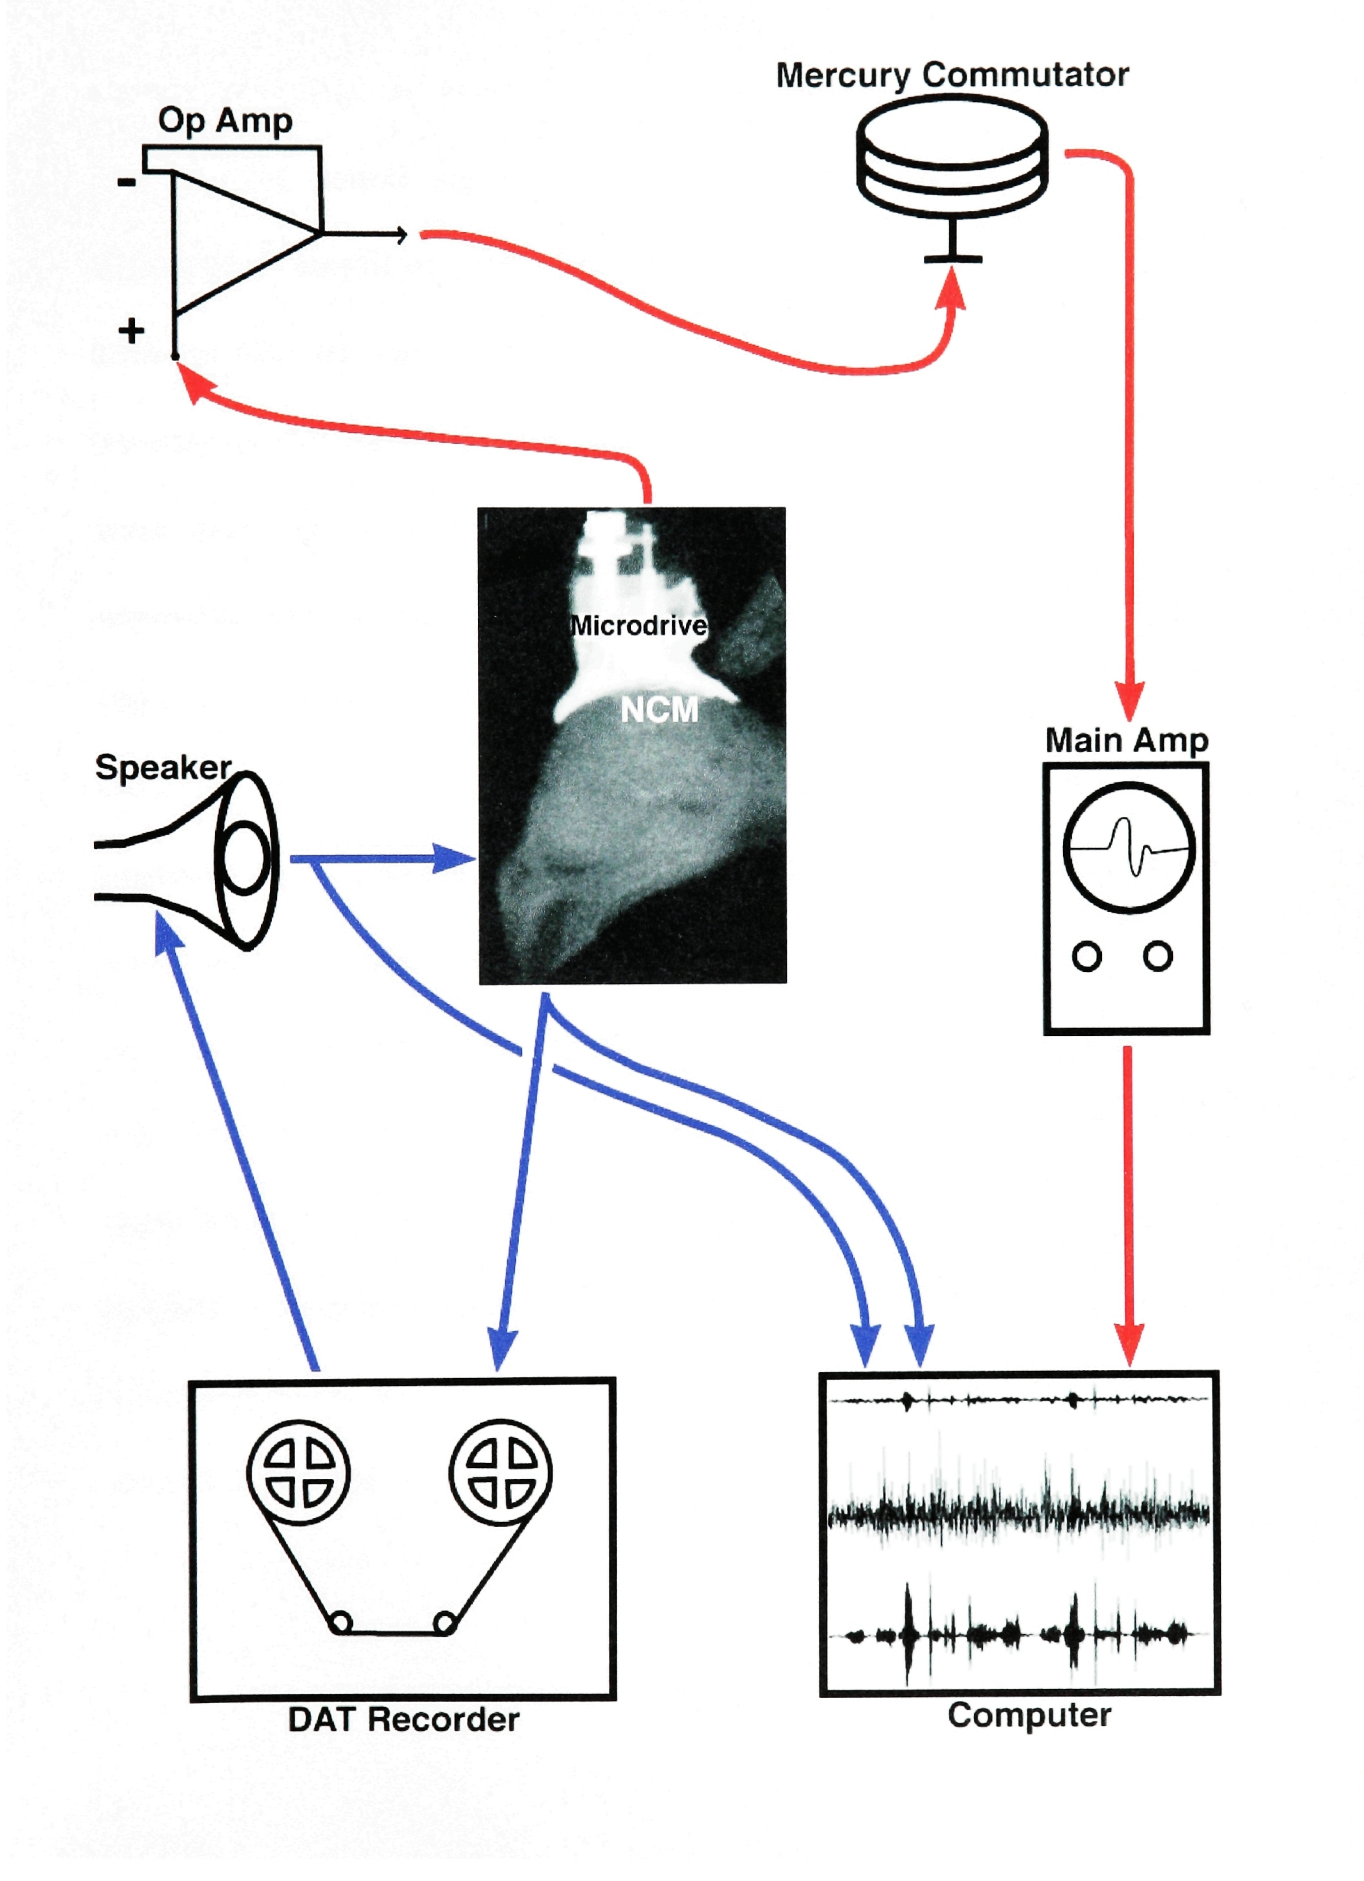 Mercury Commutator
Op Amp
-
+
Microdrive
NCM
Main Amp
Speaker
DAT Recorder
Computer